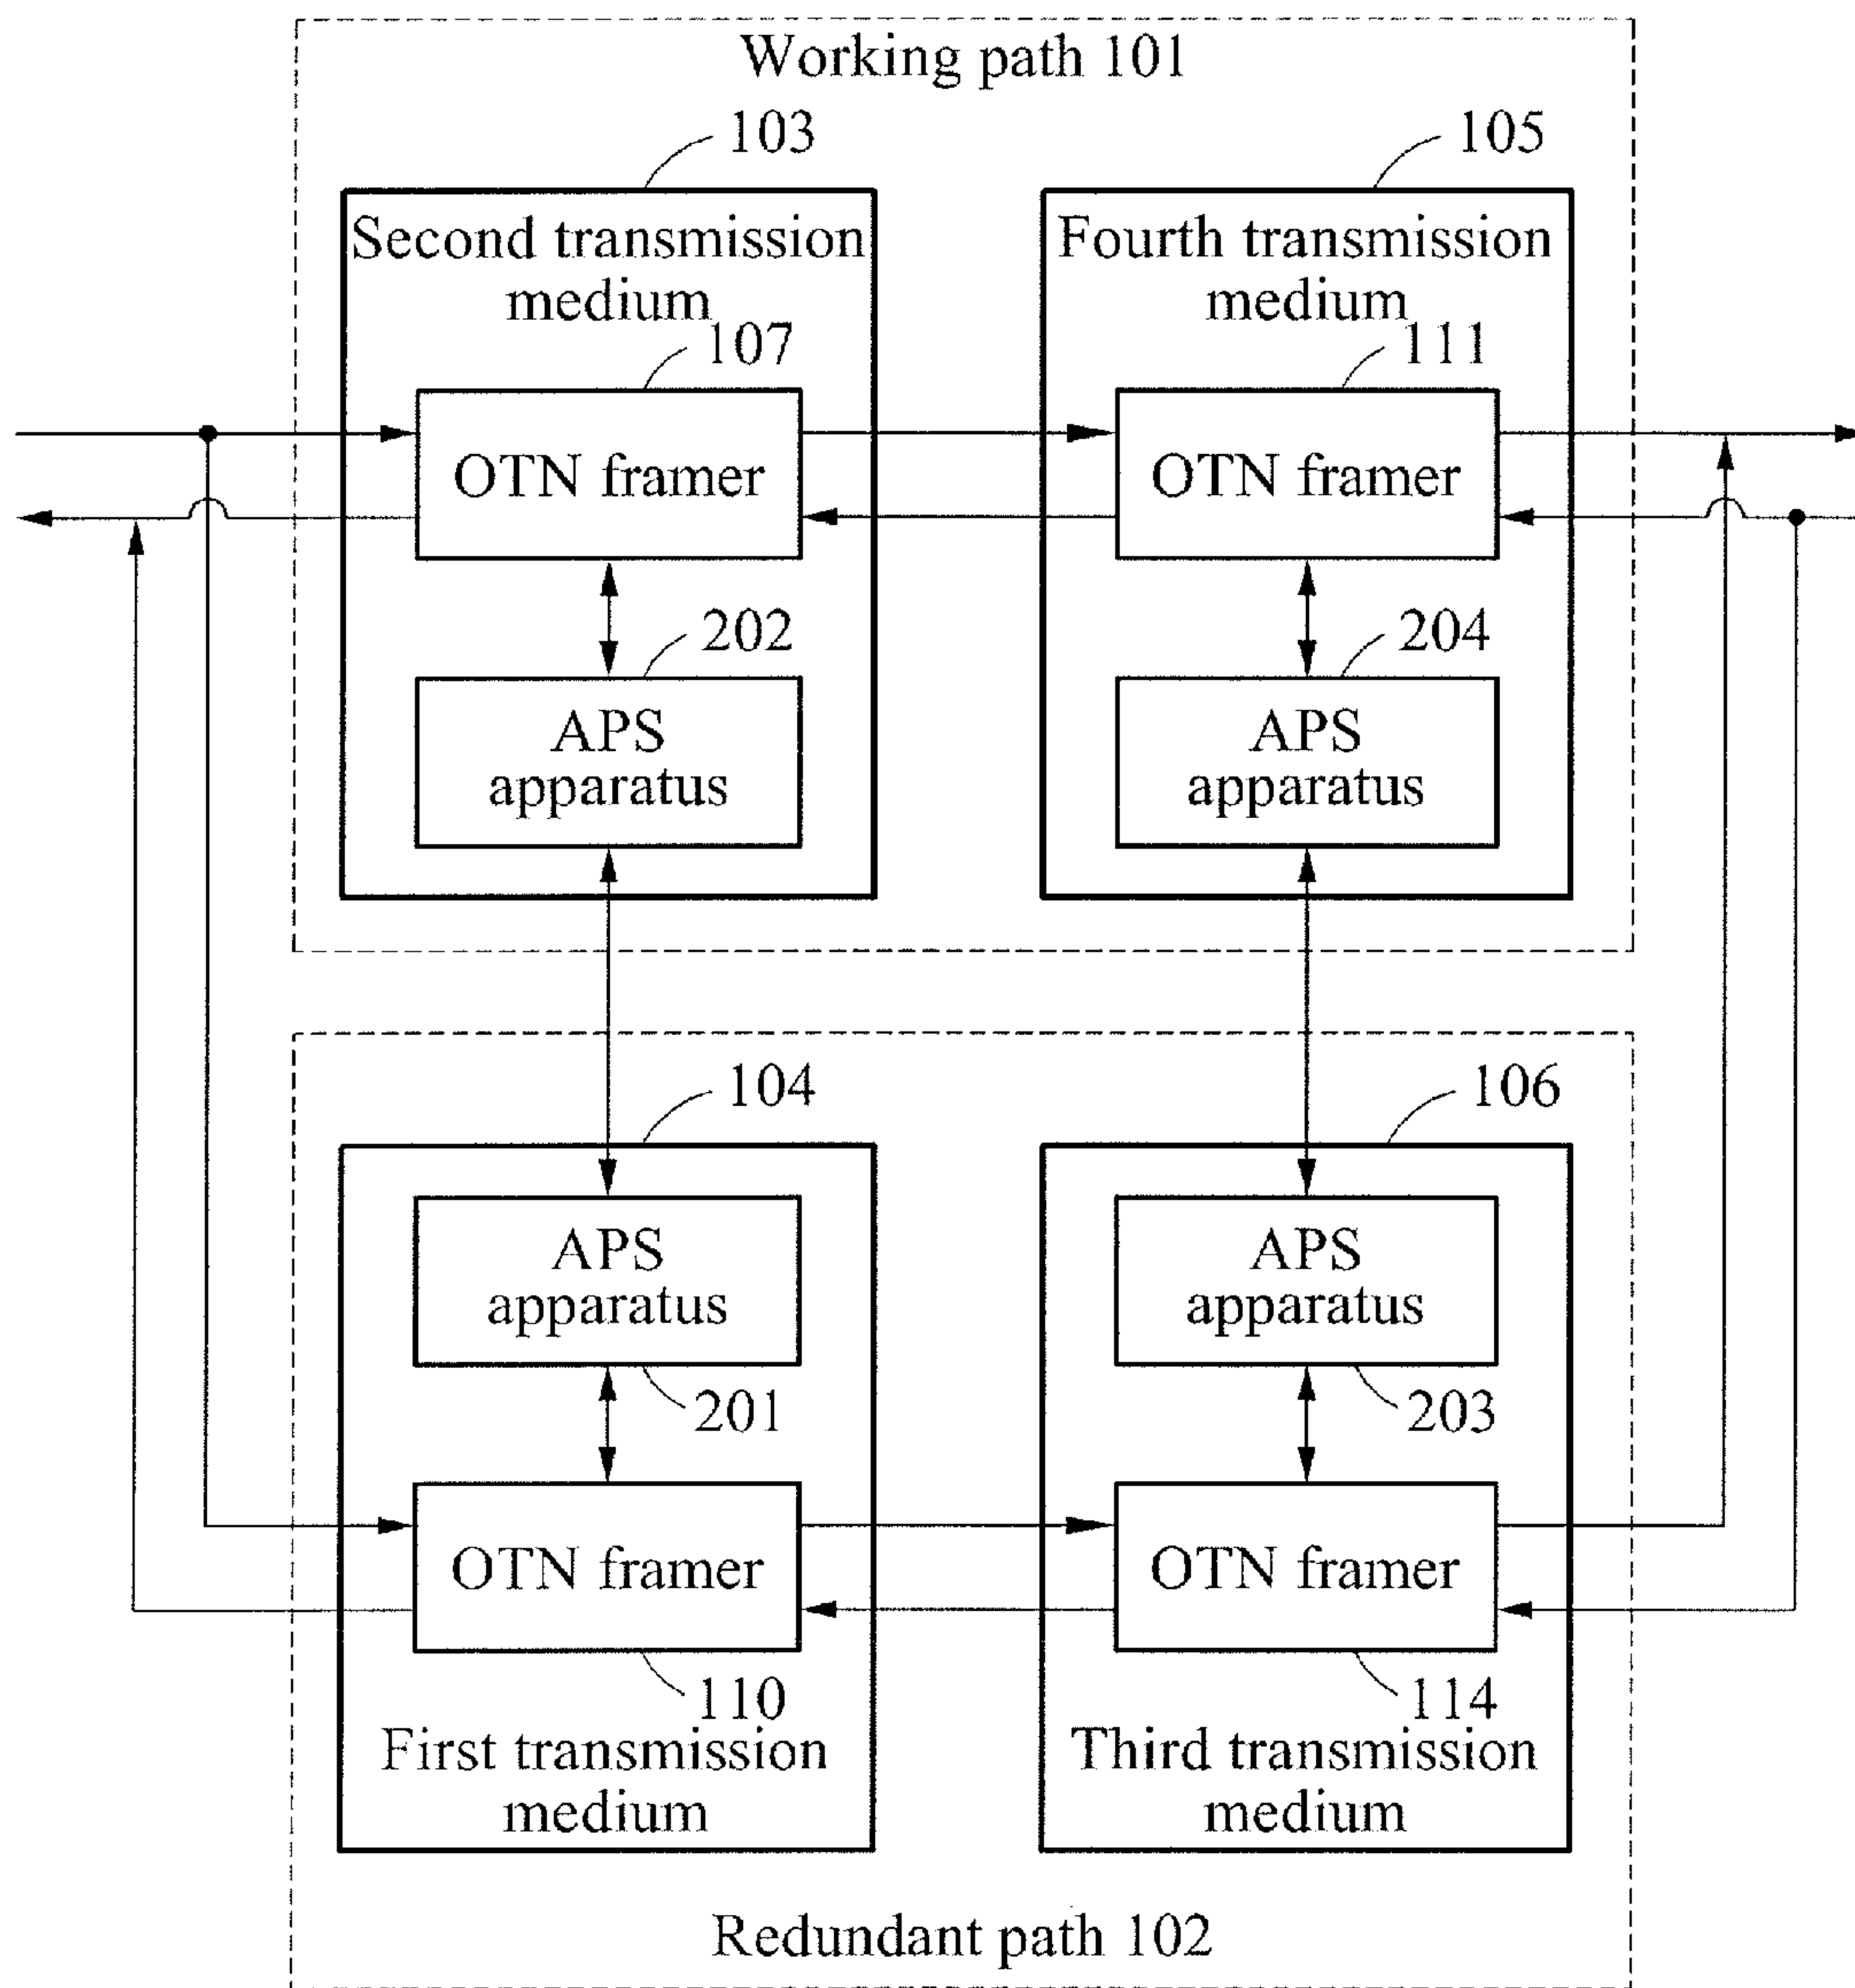 Working path 101
103
105
Second transmission
medium
Fourth transmission
medium
107
111
OTN framer
OTN framer
202
204
APS
apparatus
APS
apparatus
104
106
APS
apparatus
APS
apparatus
201
203
OTN framer
OTN framer
110
114
First transmission
medium
Third transmission
medium
Redundant path 102